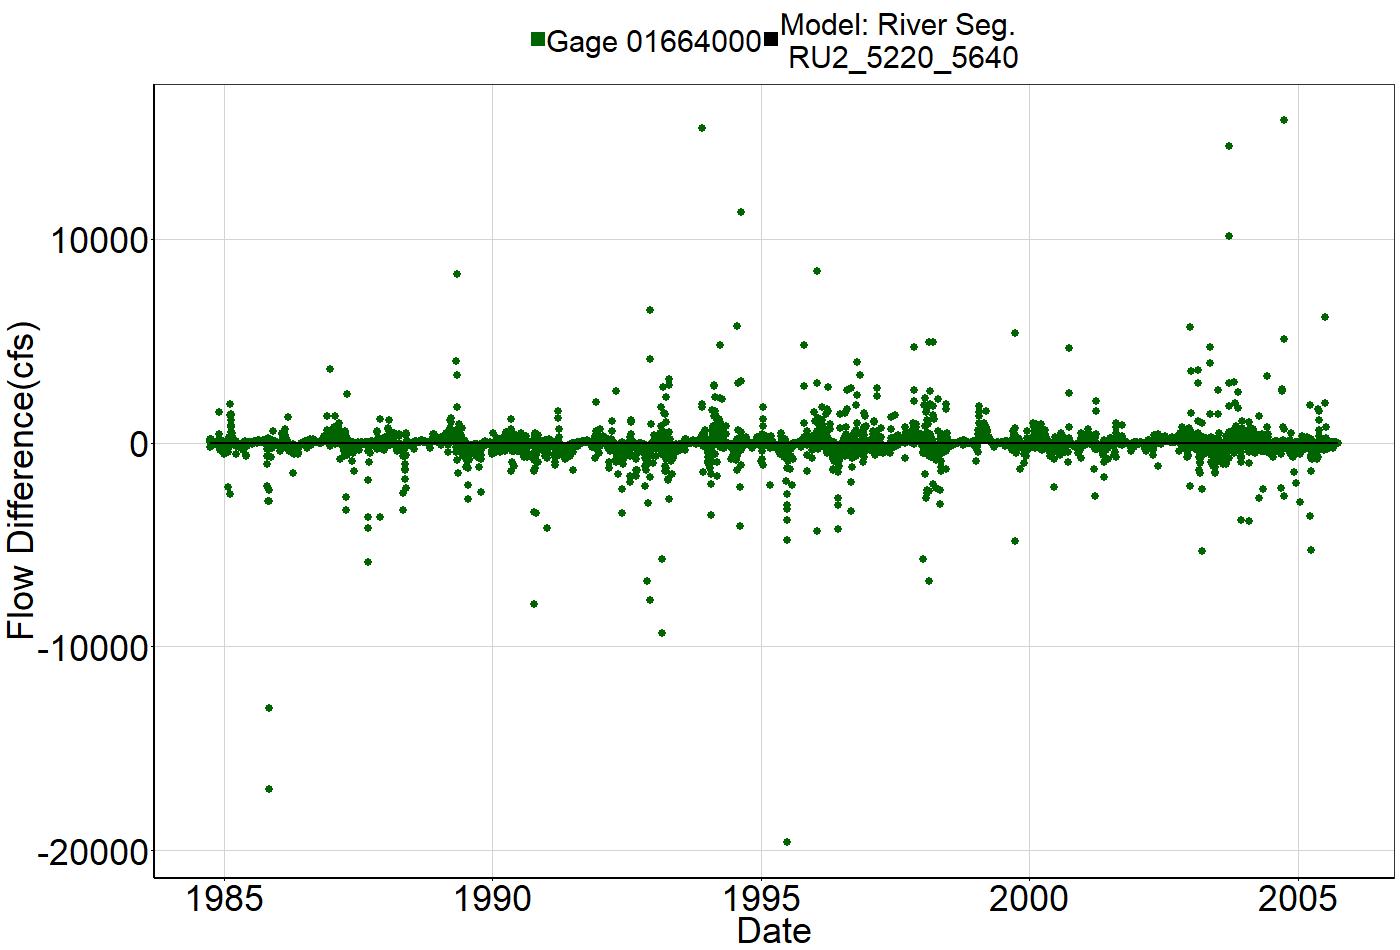 Gage 01664000
Model: River Seg.
RU2_5220_5640
Flow Difference(cfs)
10000
0
-10000
-20000
1985
1990
1995
2000
2005
Date